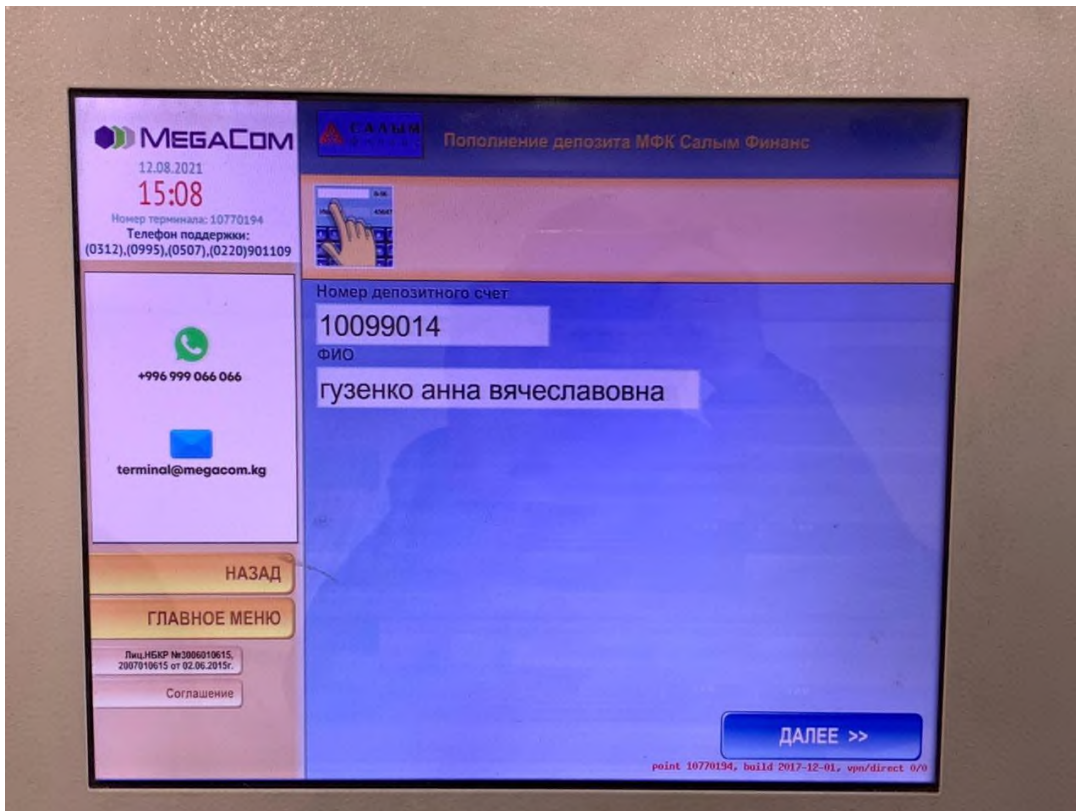 MEGACOM
12.08.2021
15:08
Номер терминала: 10770194
Телефон поддержки:
(0312),(0995),(0507),(0220)901109
+996 999 066 066
terminal@megacom.kg
НАЗАД
ГЛАВНОЕ МЕНЮ
Лиц.НБКР №3006010615,
2007010615 от 02.06.2015г.
Соглашение
САЛЫМ
Пополнение депозита МФК Салым Финанс
Номер депозитного счет
10099014
ФИО
гузенко анна вячеславовна
ДАЛЕЕ >>
point 10770194, build 2017-12-01, vpn/direct 0/0